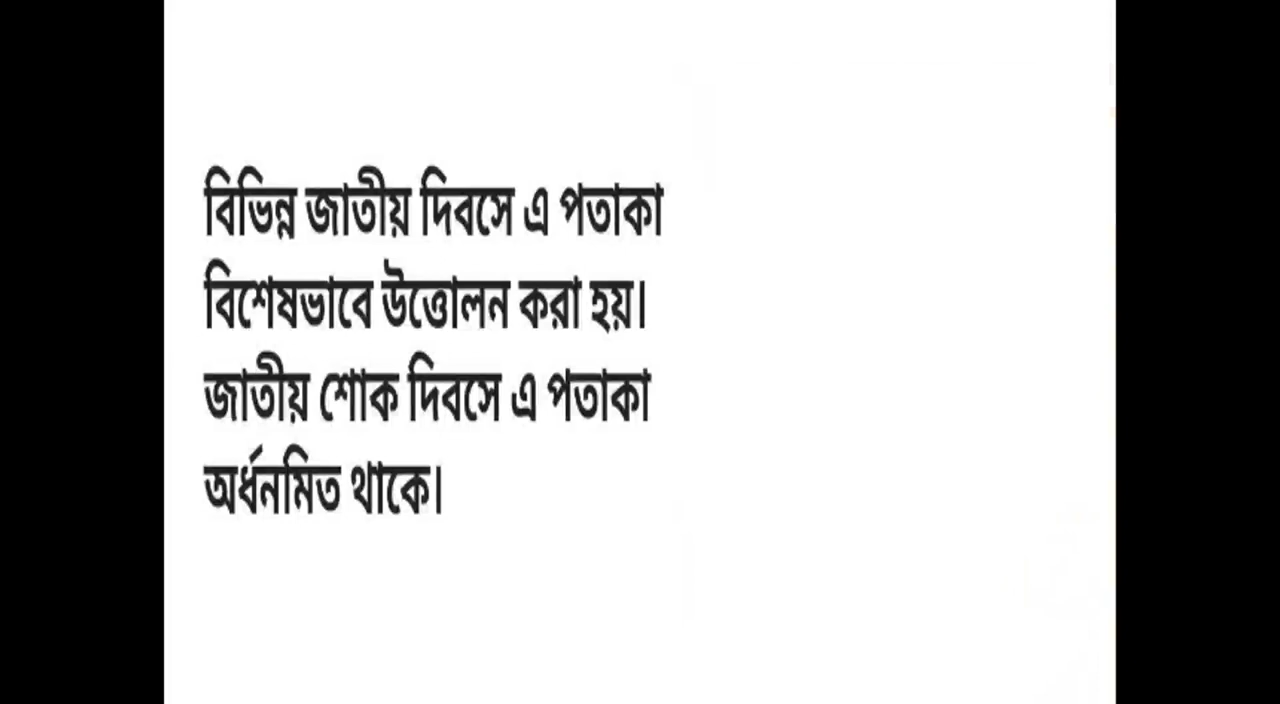 বিভিন্ন জাতীয় দিবসে এ পতাকা
বিশেষভাবে উত্তোলন করা হয়।
জাতীয় শোক দিবসে এ পতাকা
অর্ধনমিত থাকে।